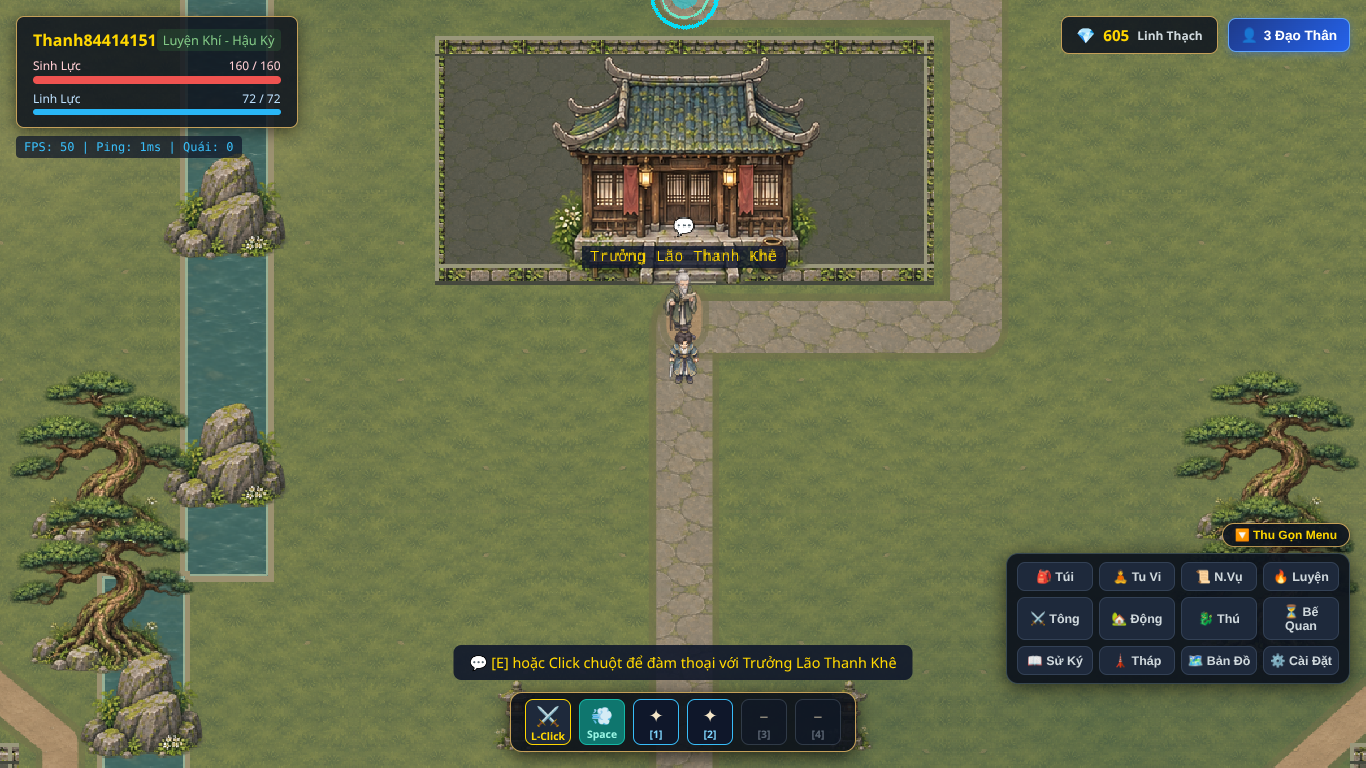 Thanh84414151 Luyện Khí - Hậu Kỳ
Sinh Lực 160 / 160
Linh Lực 72 / 72
FPS: 50 | Ping: 1ms | Quái: 0
605 Linh Thạch
3 Đạo Thân
Trưởng Lão Thanh Khê
Thu Gọn Menu
Túi
Tu Vi
N.Vụ
Luyện
Tông
Động
Thú
Bế
Quan
Sử Ký
Tháp
Bản Đồ
Cài Đặt
[E] hoặc Click chuột để đàm thoại với Trưởng Lão Thanh Khê
L-Click
Space
[1]
[2]
[3]
[4]